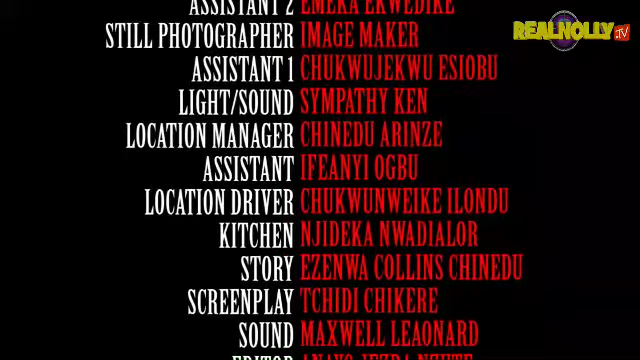 ASSISTANT 2 EMEKA EKWEDIKE
REALNOLLY.TV
STILL PHOTOGRAPHER IMAGE MAKER
ASSISTANT 1 CHUKWUJEKWU ESIOBU
LIGHT/SOUND SYMPATHY KEN
LOCATION MANAGER CHINEDU ARINZE
ASSISTANT IFEANYI OGBU
LOCATION DRIVER CHUKWUNWEIKE ILONDU
KITCHEN NJIDEKA NWADIALOR
STORY EZENWA COLLINS CHINEDU
SCREENPLAY TCHIDI CHIKERE
SOUND MAXWELL LEAONARD
EDITOR